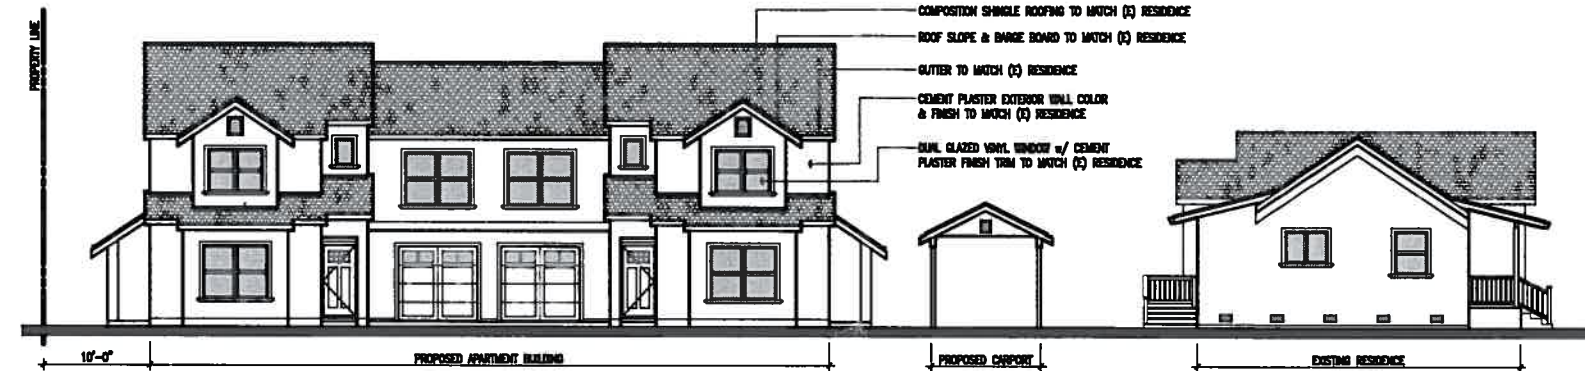 PROPERTY LINE
COMPOSITION SHINGLE ROOFING TO MATCH (E) RESIDENCE
ROOF SLOPE & BARGE BOARD TO MATCH (E) RESIDENCE
GUTTER TO MATCH (E) RESIDENCE
CEMENT PLASTER EXTERIOR WALL COLOR
& FINISH TO MATCH (E) RESIDENCE
DUAL GLAZED VINYL WINDOW w/ CEMENT
PLASTER FINISH TRIM TO MATCH (E) RESIDENCE
10'-0"
PROPOSED APARTMENT BUILDING
PROPOSED CARPORT
EXISTING RESIDENCE